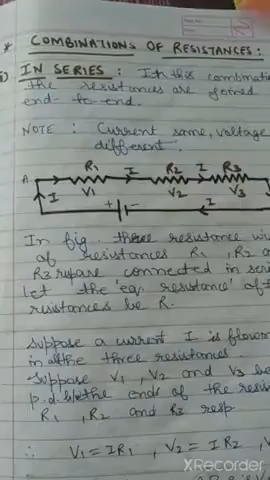 * COMBINATIONS OF RESISTANCES :
i) IN SERIES : In this combinatio
the resistances are joined
end-to-end.
NOTE : Current same, voltage
different.
A R1 I R2 I R3
I V1 V2 V3
+ - I
In fig. three resistance wi
of resistances R1, R2 a
R3 are connected in seri
let the 'eq. resistance' of t
resistances be R.
Suppose a current I is flowin
in all the three resistances.
Suppose V1, V2 and V3 be
p.d. b/w the ends of the resis
R1, R2 and R3 resp.
∴ V1 = IR1, V2 = IR2, V
XRecorder